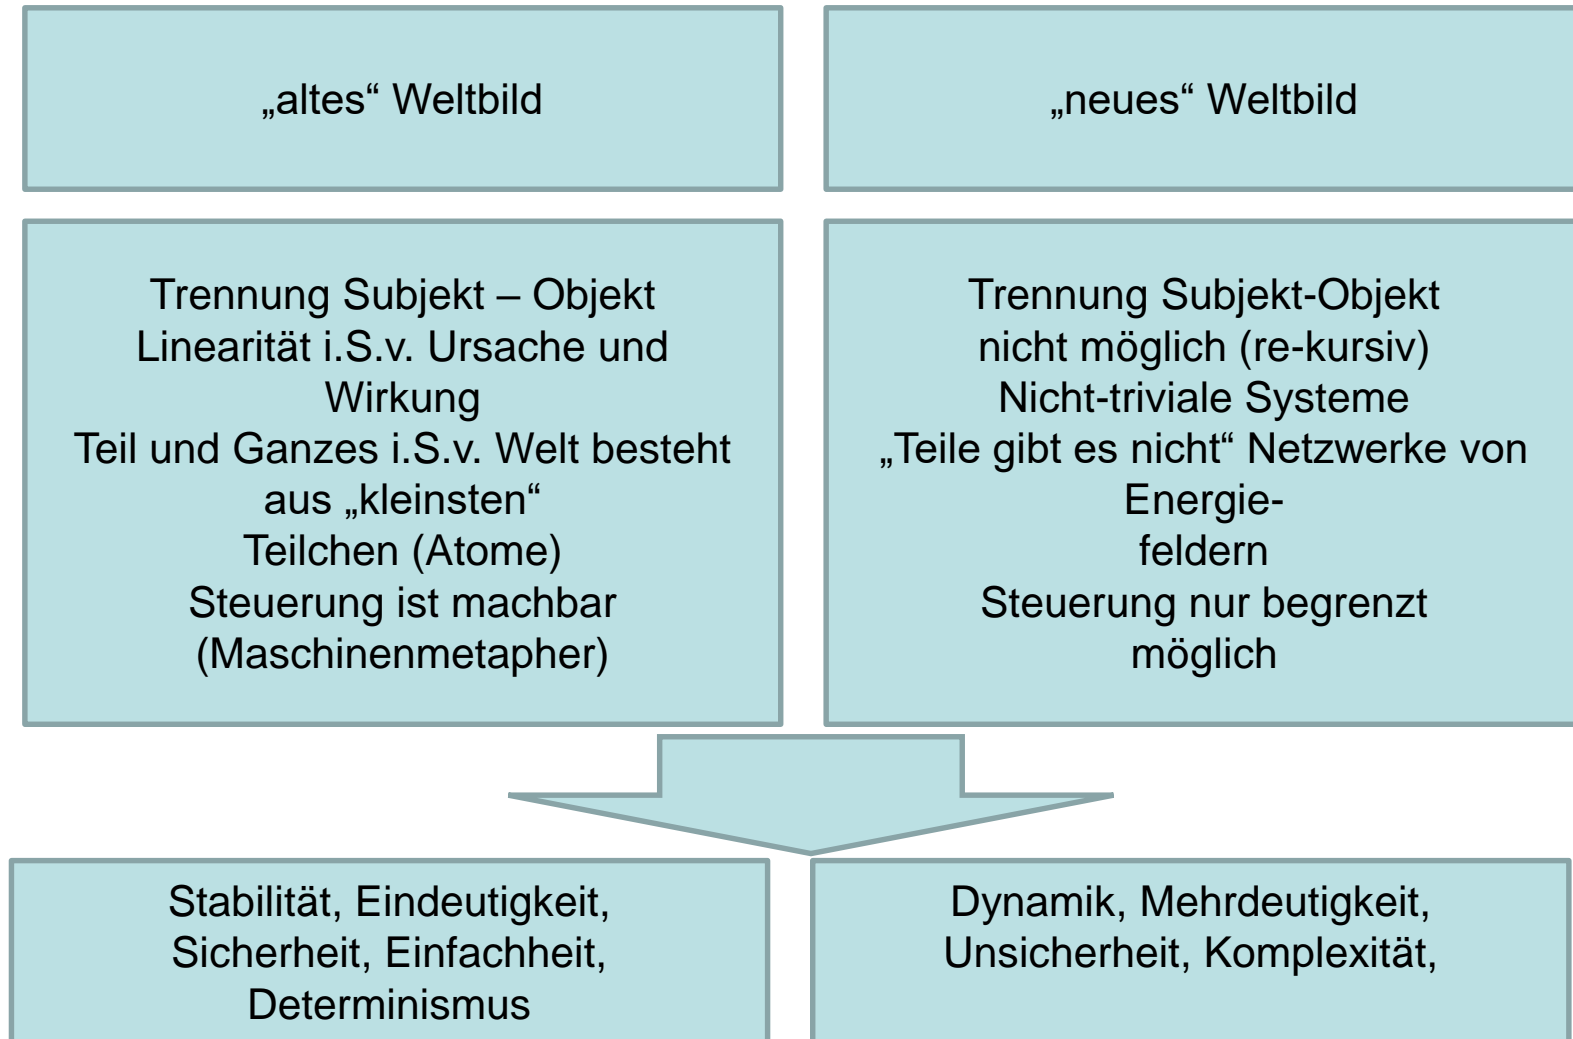 „altes“ Weltbild
„neues“ Weltbild
Trennung Subjekt – Objekt
Linearität i.S.v. Ursache und
Wirkung
Teil und Ganzes i.S.v. Welt besteht
aus „kleinsten“
Teilchen (Atome)
Steuerung ist machbar
(Maschinenmetapher)
Trennung Subjekt-Objekt
nicht möglich (re-kursiv)
Nicht-triviale Systeme
„Teile gibt es nicht“ Netzwerke von
Energie-
feldern
Steuerung nur begrenzt
möglich
Stabilität, Eindeutigkeit,
Sicherheit, Einfachheit,
Determinismus
Dynamik, Mehrdeutigkeit,
Unsicherheit, Komplexität,